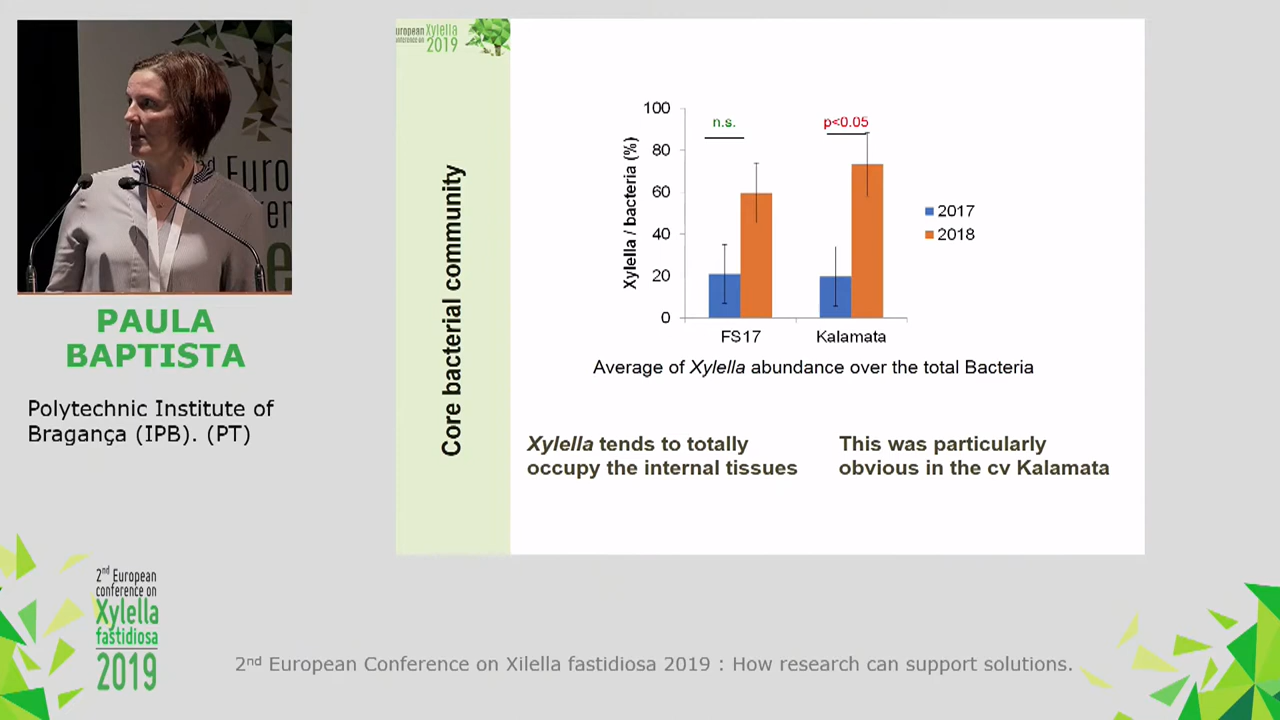 PAULA
BAPTISTA
Polytechnic Institute of
Bragança (IPB). (PT)
2nd European
conference on
Xylella
fastidiosa
2019
European Xylella
conference on 2019
Core bacterial community
Xylella / bacteria (%)
100
80
60
40
20
0
n.s.
p<0.05
FS17
Kalamata
2017
2018
Average of Xylella abundance over the total Bacteria
Xylella tends to totally
occupy the internal tissues
This was particularly
obvious in the cv Kalamata
2nd European Conference on Xilella fastidiosa 2019 : How research can support solutions.